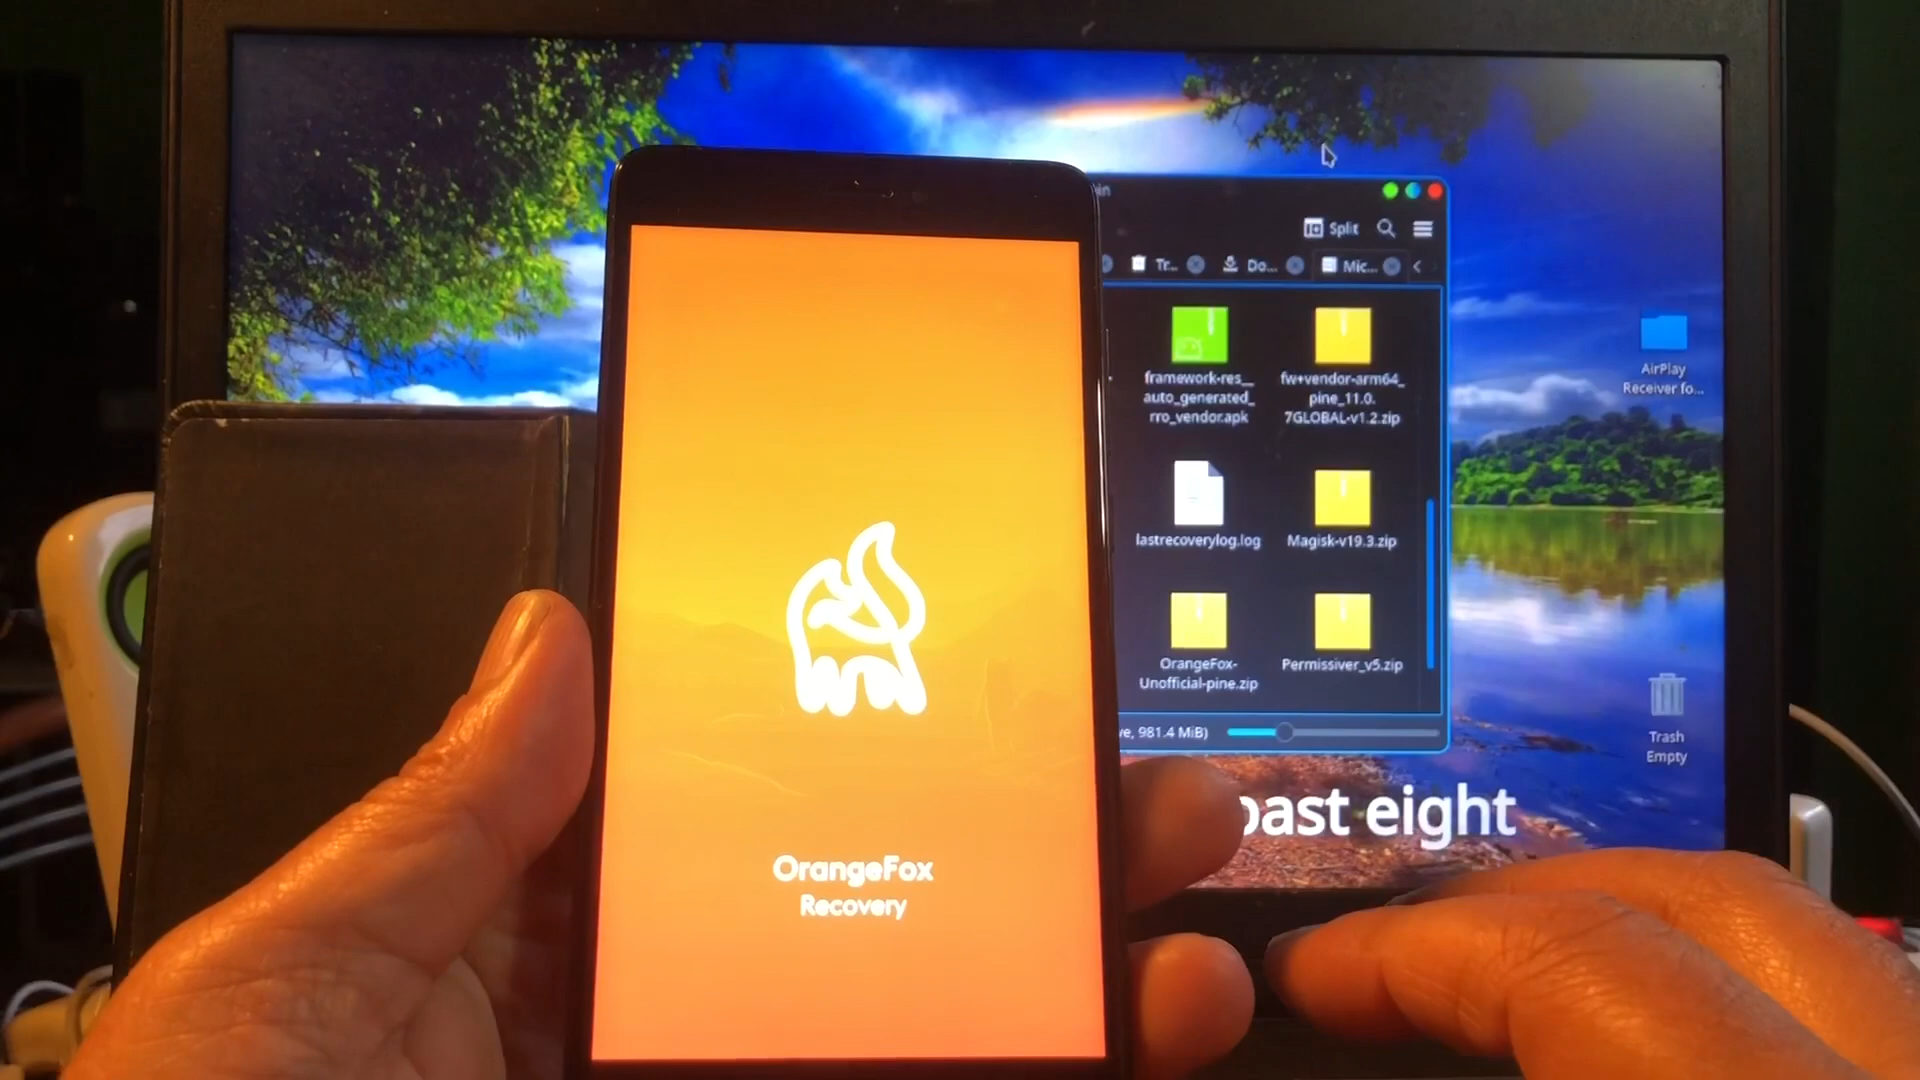 OrangeFox
Recovery
Split
Tr...
Do...
Mic...
framework-res__
auto_generated_
rro_vendor.apk
fw+vendor-arm64_
pine_11.0.
7GLOBAL-v1.2.zip
lastrecoverylog.log
Magisk-v19.3.zip
OrangeFox-
Unofficial-pine.zip
Permissiver_v5.zip
981.4 MiB)
past eight
AirPlay
Receiver fo...
Trash
Empty